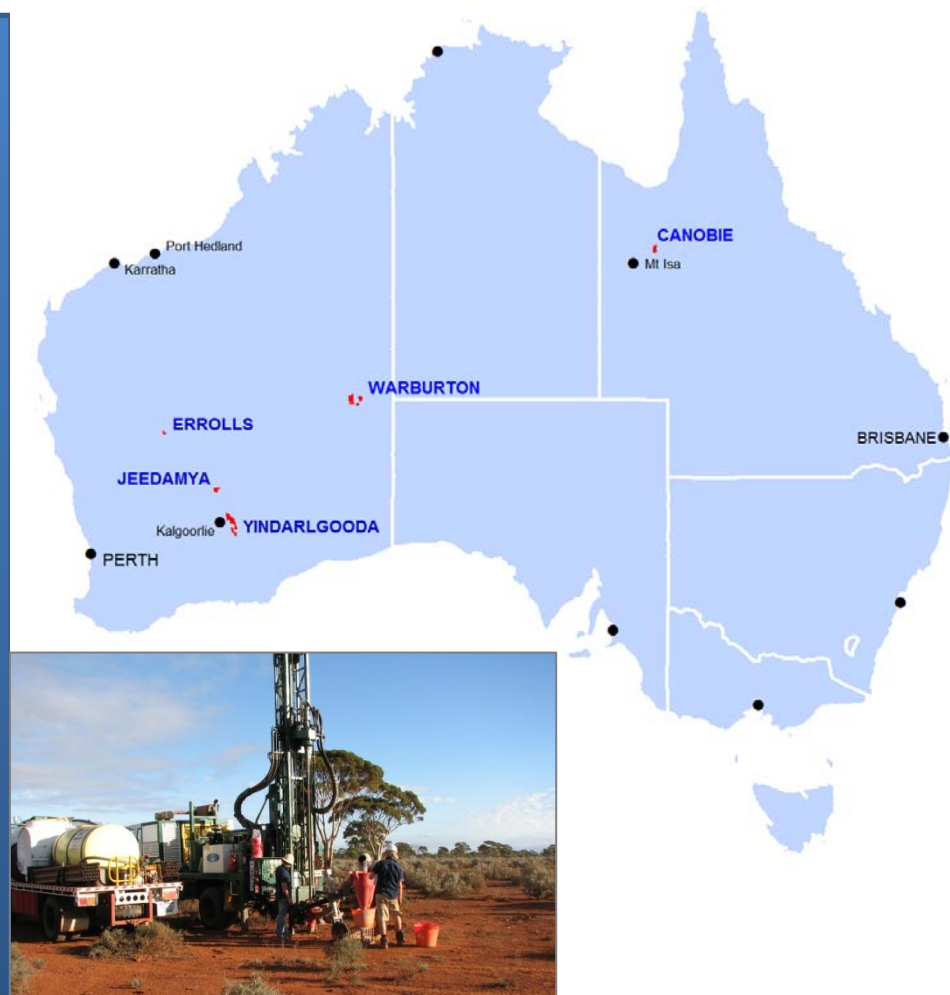 Port Hedland
Karratha
CANOBIE
Mt Isa
WARBURTON
ERROLLS
BRISBANE
JEEDAMYA
Kalgoorlie
YINDARLGOODA
PERTH